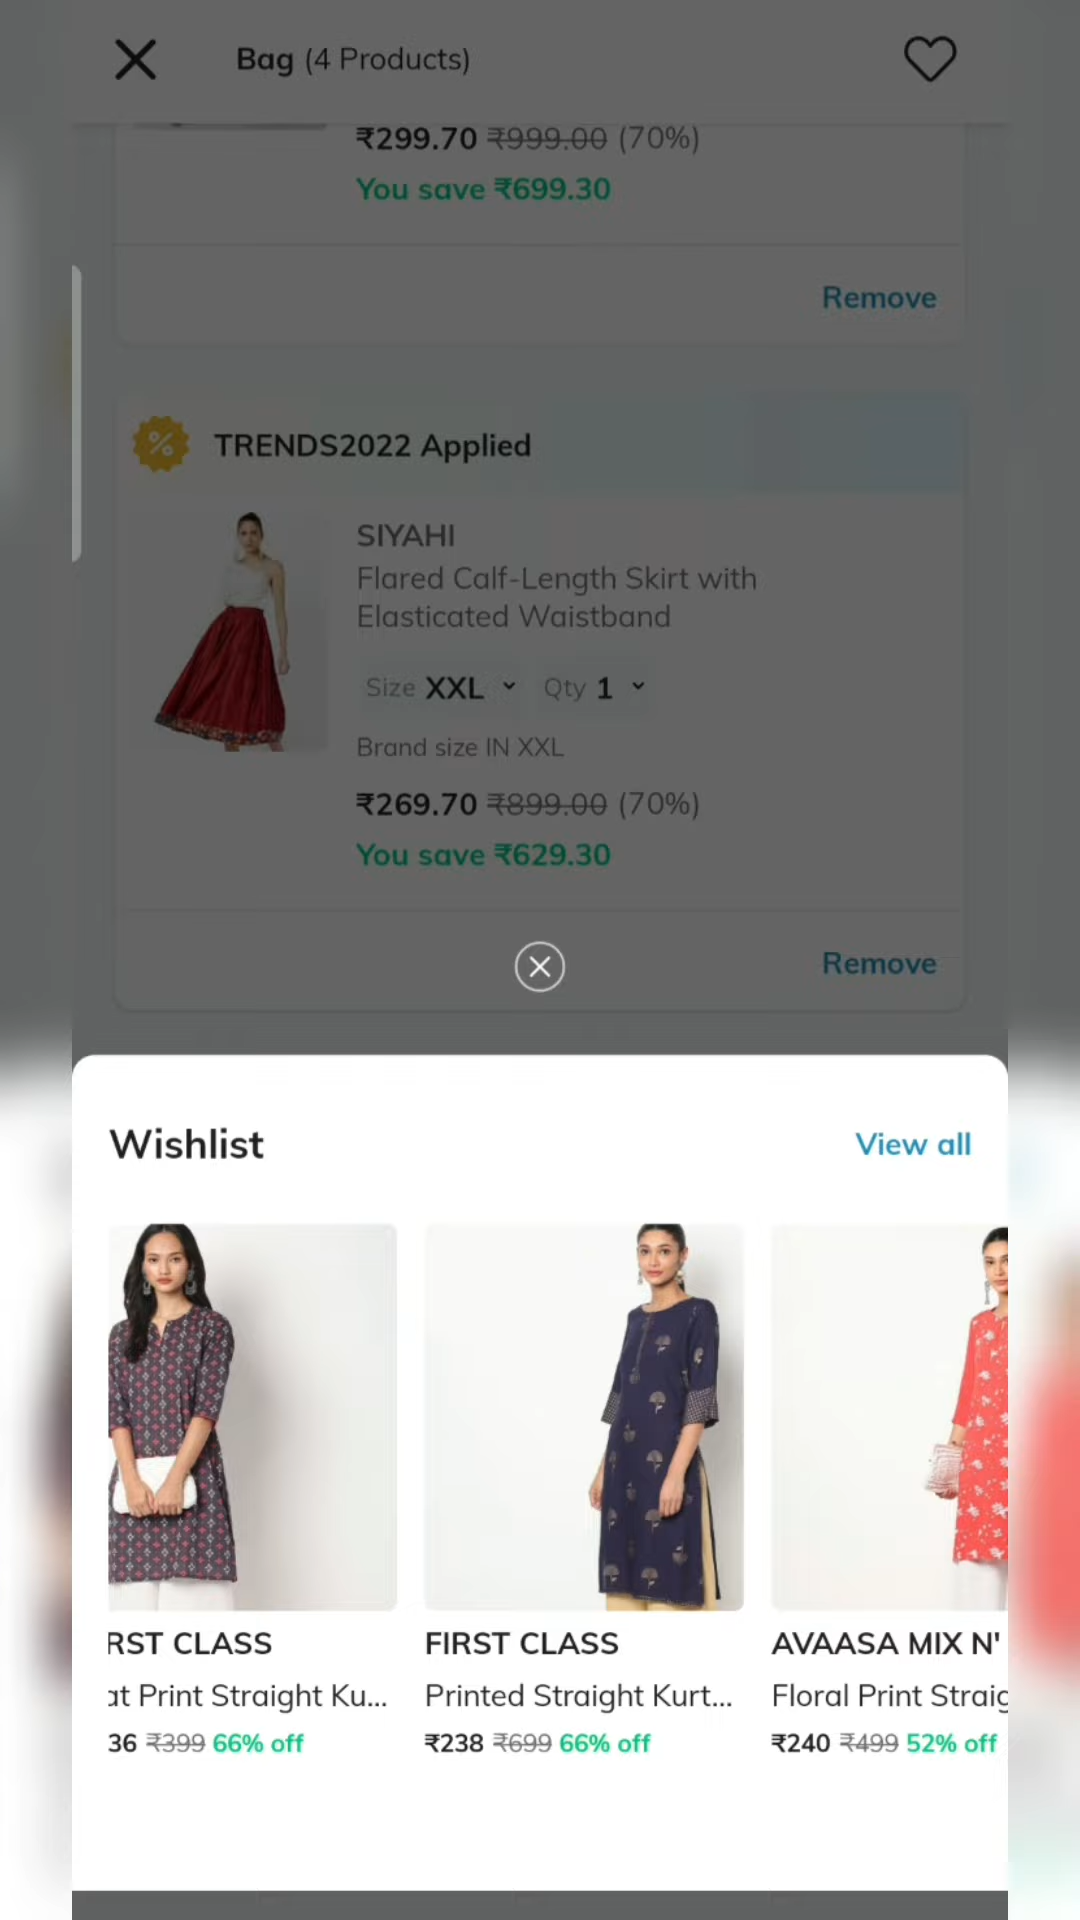 Bag (4 Products)
₹299.70 ₹999.00 (70%)
You save ₹699.30
Remove
TRENDS2022 Applied
SIYAHI
Flared Calf-Length Skirt with
Elasticated Waistband
Size XXL Qty 1
Brand size IN XXL
₹269.70 ₹899.00 (70%)
You save ₹629.30
Remove
Wishlist
View all
RST CLASS
at Print Straight Ku...
36 ₹399 66% off
FIRST CLASS
Printed Straight Kurt...
₹238 ₹699 66% off
AVAASA MIX N'
Floral Print Straig
₹240 ₹499 52% off